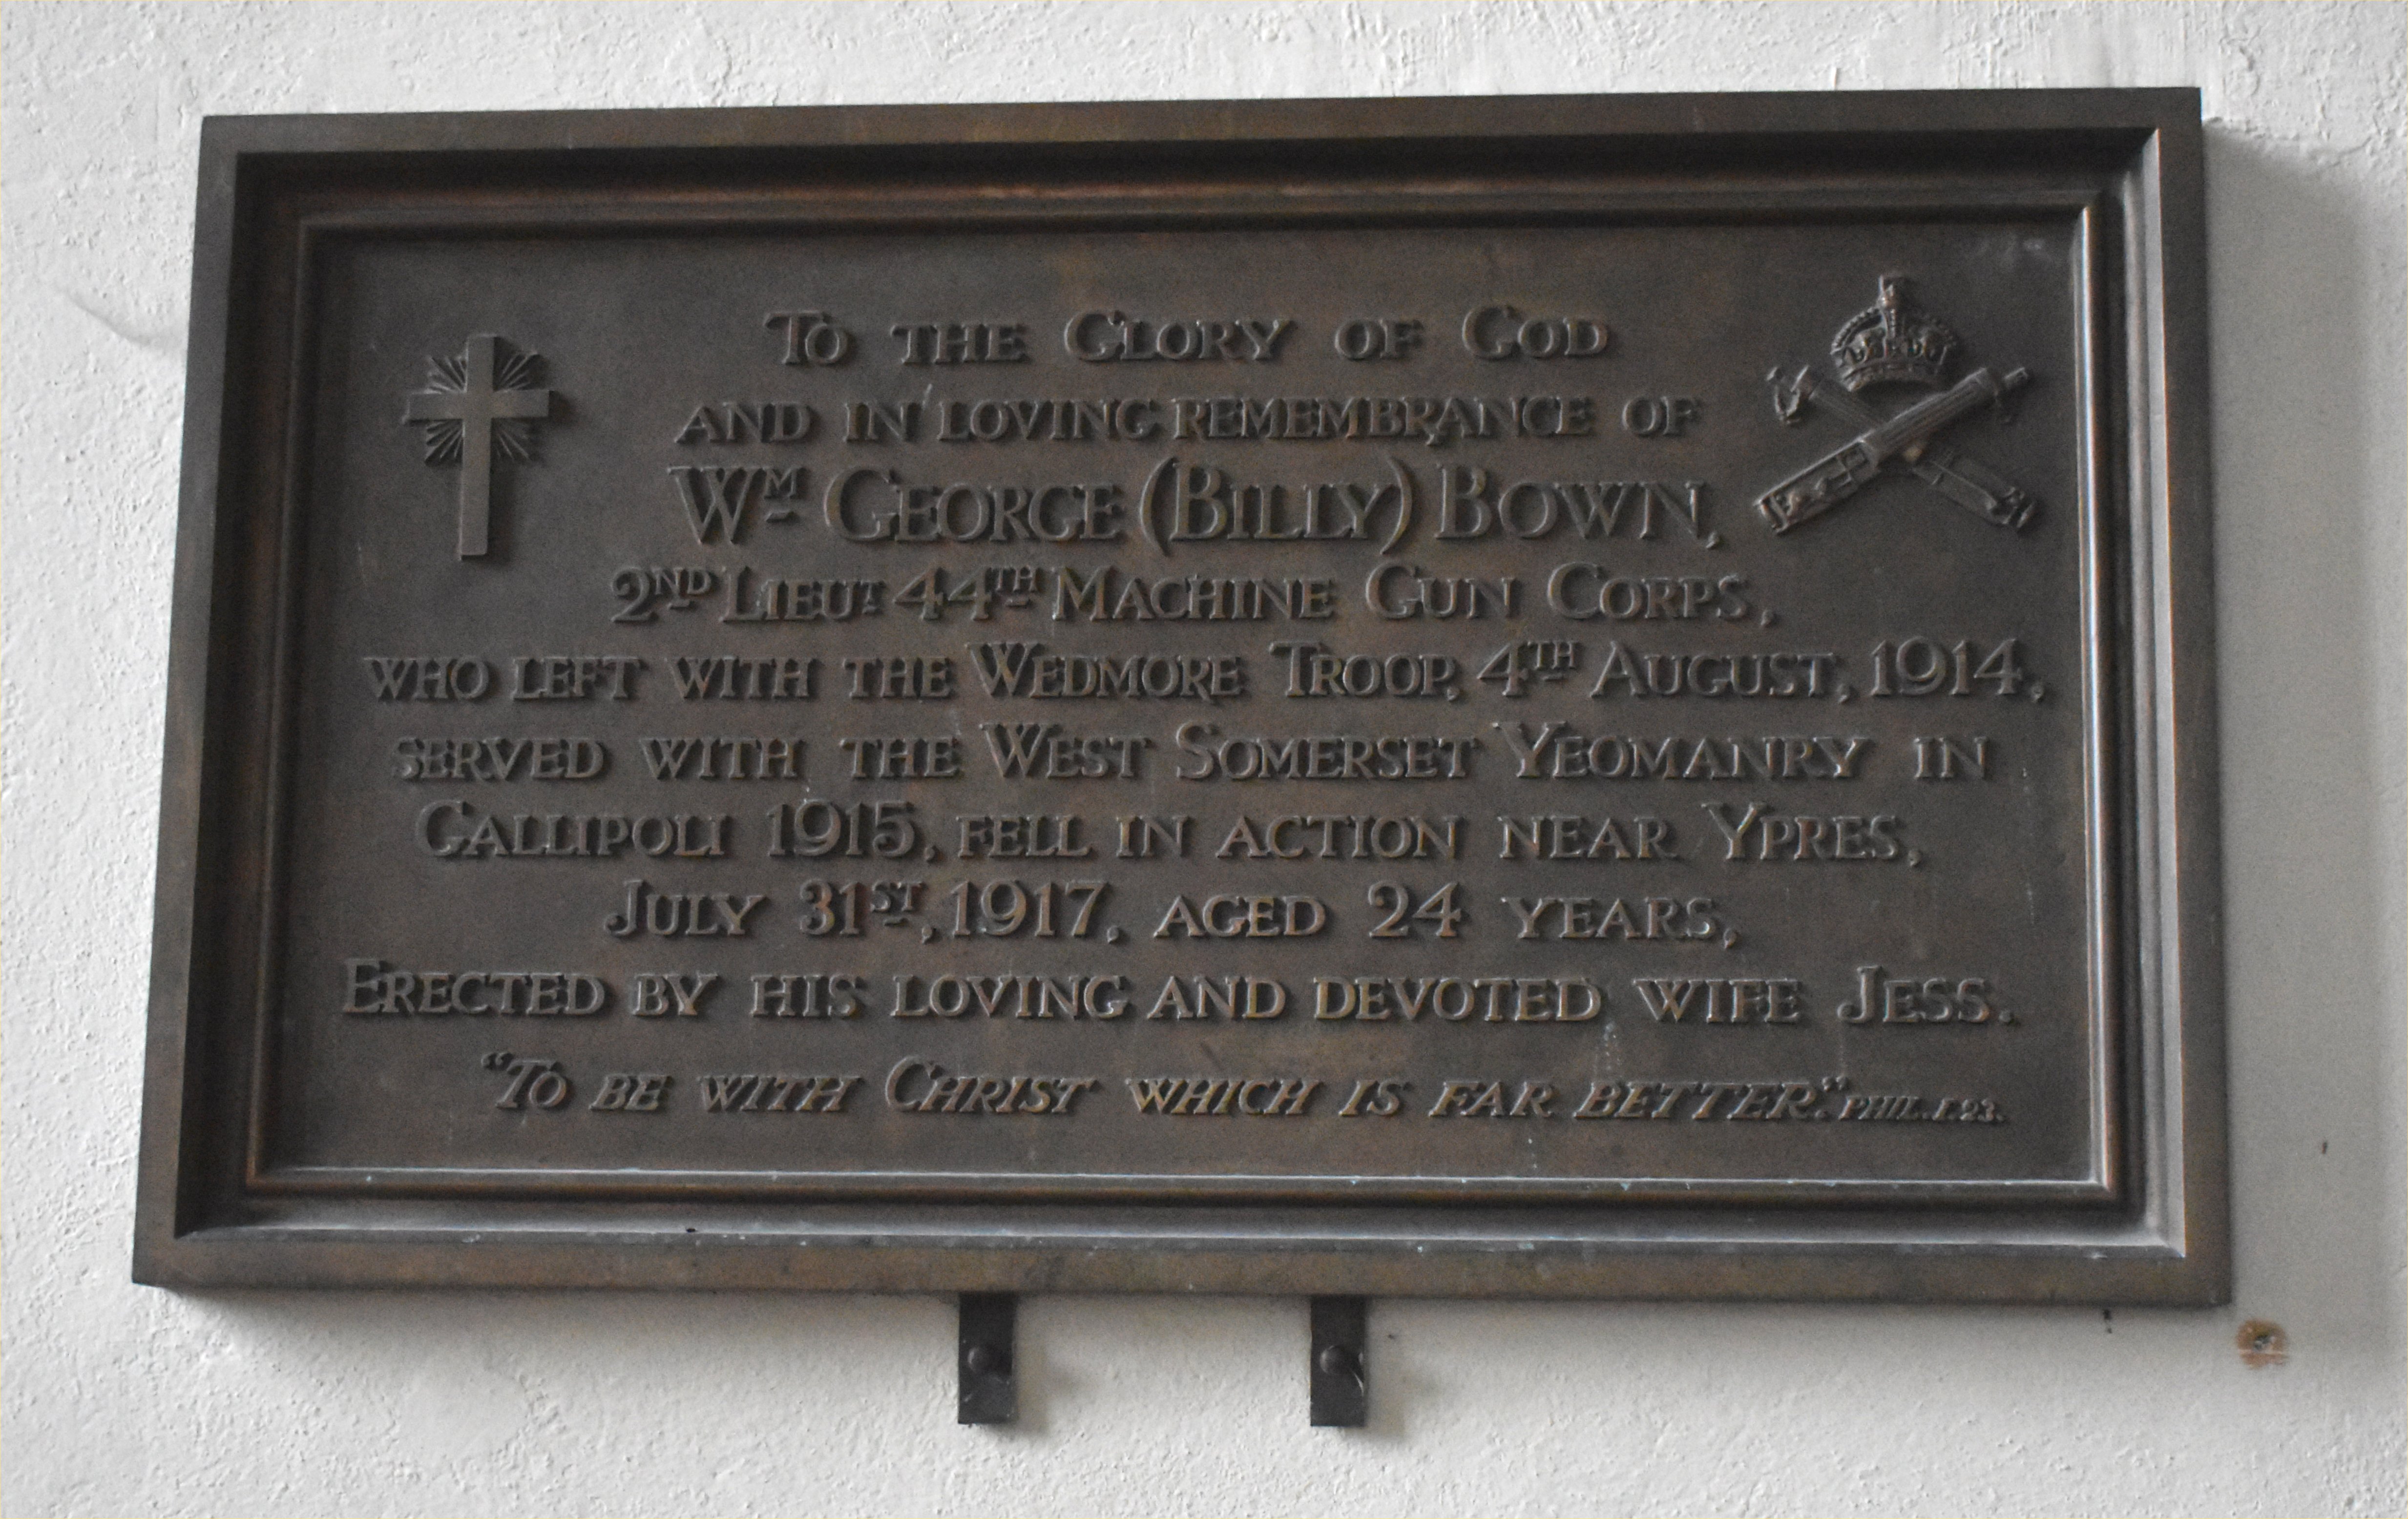 To the Glory of God
and in loving remembrance of
Wm George (Billy) Bown,
2nd Lieut 44th Machine Gun Corps,
who left with the Wedmore Troop, 4th August, 1914,
served with the West Somerset Yeomanry in
Gallipoli 1915, fell in action near Ypres,
July 31st, 1917, aged 24 years,
Erected by his loving and devoted wife Jess.
"To be with Christ which is far better." Phil. I.23.